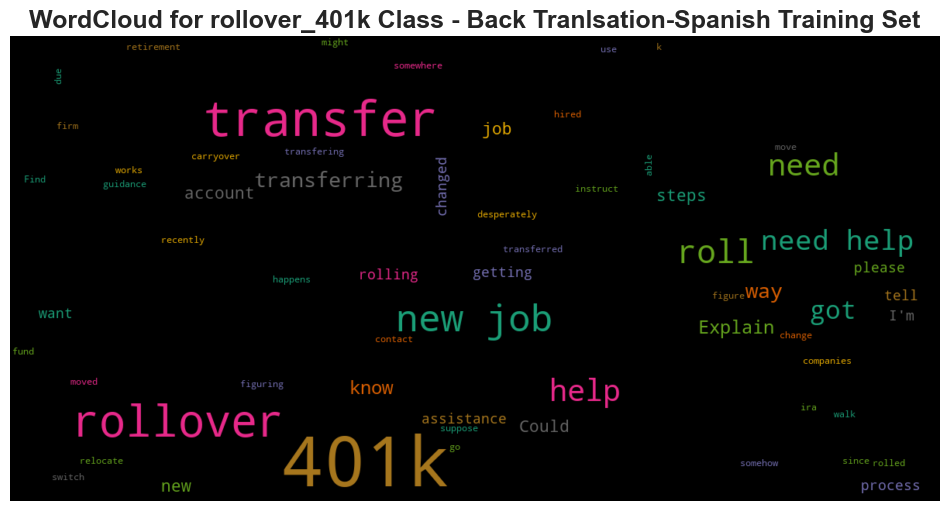 WordCloud for rollover_401k Class - Back Tranlsation-Spanish Training Set
retirement
might
use
k
somewhere
due
transfer
hired
firm
job
carryover
transfering
move
changed
able
need
works
Find
guidance
account
transferring
instruct
steps
desperately
recently
transferred
roll
need help
please
happens
rolling
getting
figure
way
tell
want
new job
Explain
got
I'm
contact
change
fund
companies
moved
figuring
know
help
ira
walk
rollover
assistance
suppose
Could
401k
go
relocate
somehow
since
rolled
switch
new
process